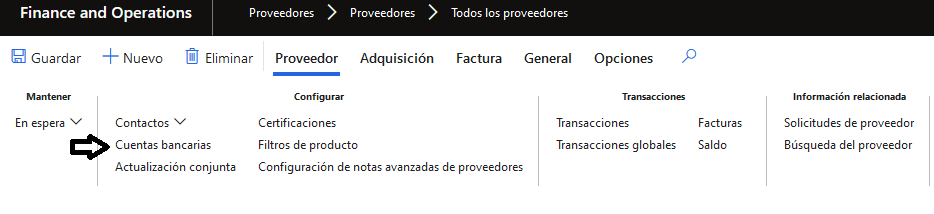 Finance and Operations Proveedores Proveedores Todos los proveedores
Guardar Nuevo Eliminar Proveedor Adquisición Factura General Opciones
Mantener Configurar Transacciones Información relacionada
En espera Contactos Certificaciones Transacciones Facturas Solicitudes de proveedor
Cuentas bancarias Filtros de producto Transacciones globales Saldo Búsqueda del proveedor
Actualización conjunta Configuración de notas avanzadas de proveedores